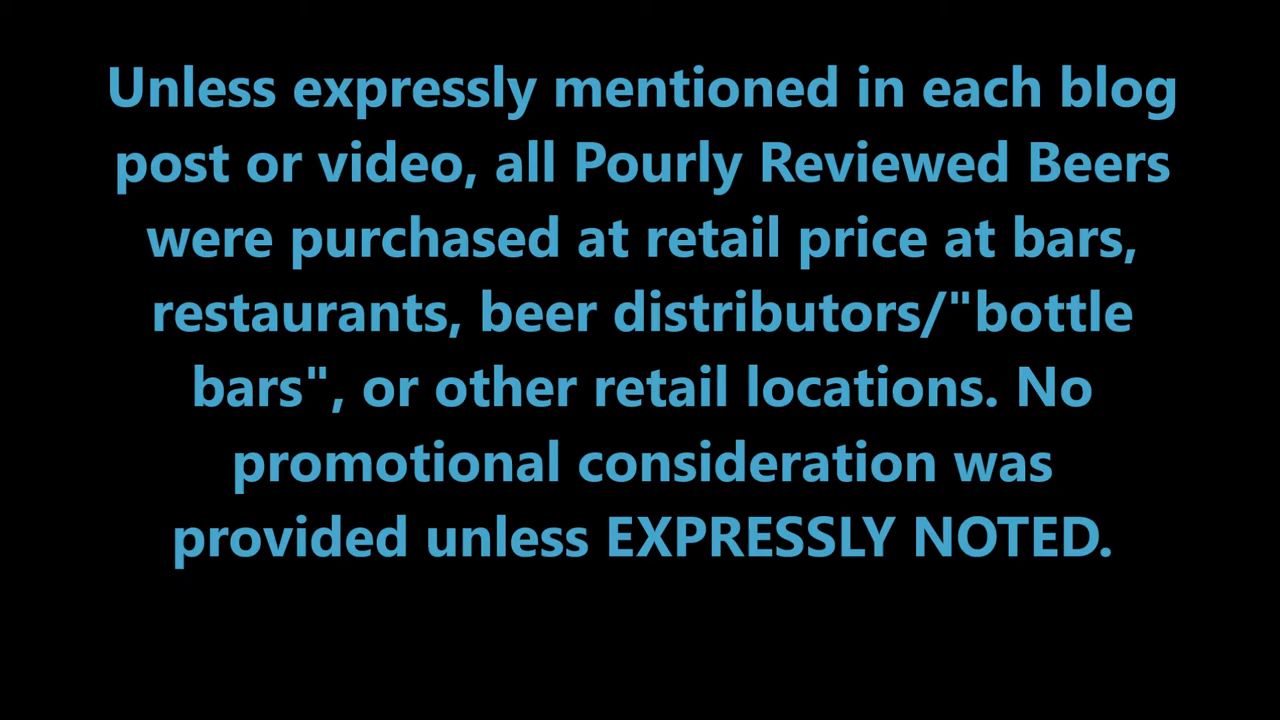 Unless expressly mentioned in each blog
post or video, all Pourly Reviewed Beers
were purchased at retail price at bars,
restaurants, beer distributors/"bottle
bars", or other retail locations. No
promotional consideration was
provided unless EXPRESSLY NOTED.